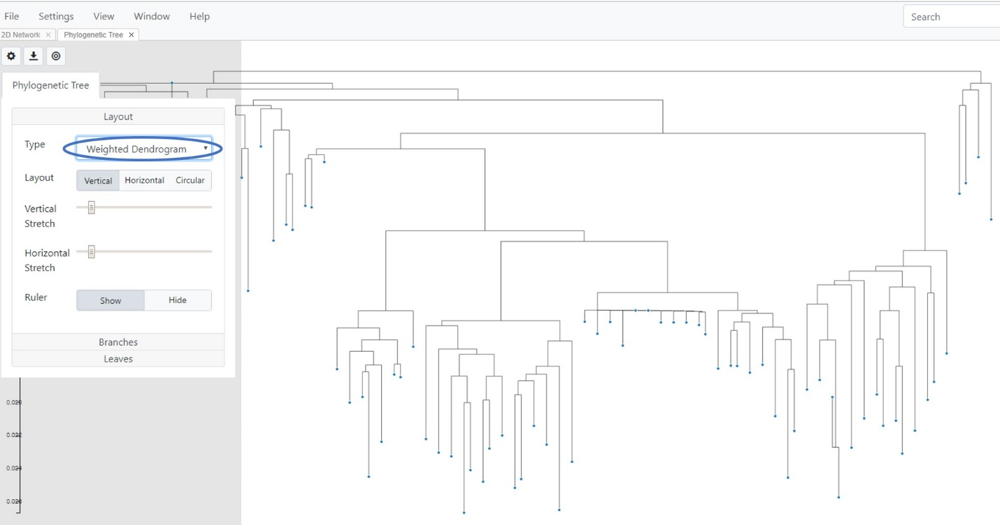 File Settings View Window Help Search
2D Network × Phylogenetic Tree ×
Phylogenetic Tree
Layout
Type Weighted Dendrogram
Layout Vertical Horizontal Circular
Vertical
Stretch
Horizontal
Stretch
Ruler Show Hide
Branches
Leaves
0.020
0.022
0.024
0.026